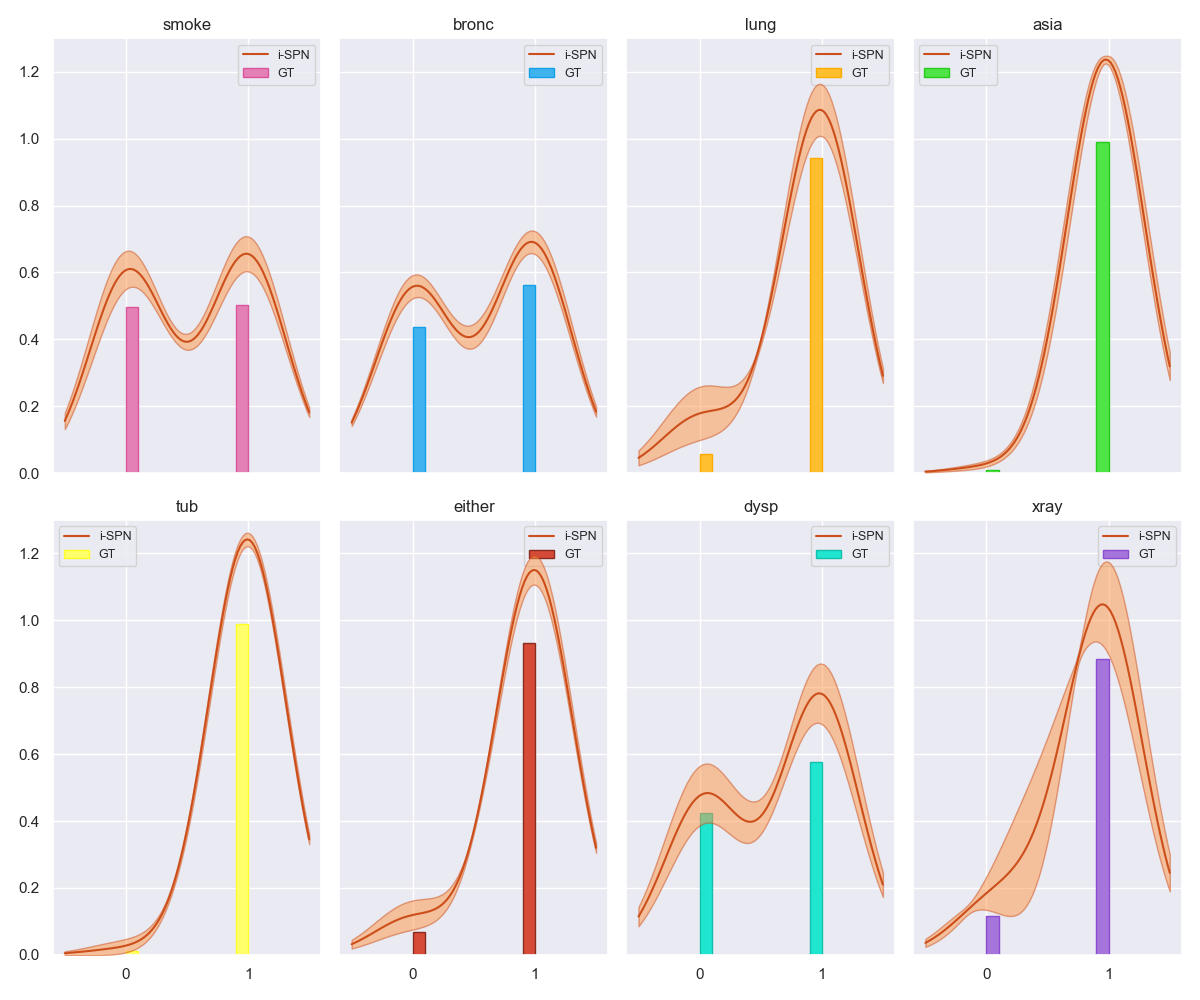 smoke
bronc
lung
asia
i-SPN
GT
i-SPN
GT
i-SPN
GT
i-SPN
GT
1.2
1.0
0.8
0.6
0.4
0.2
0.0
tub
either
dysp
xray
i-SPN
GT
i-SPN
GT
i-SPN
GT
i-SPN
GT
1.2
1.0
0.8
0.6
0.4
0.2
0.0
0 1
0 1
0 1
0 1